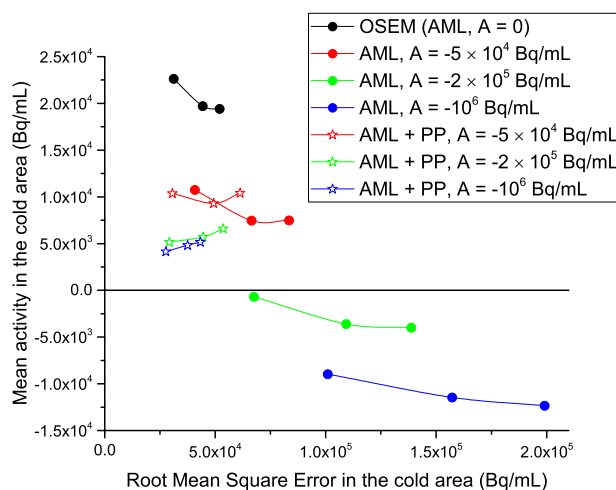 OSEM (AML, A = 0)
AML, A = -5 × 10⁴ Bq/mL
AML, A = -2 × 10⁵ Bq/mL
AML, A = -10⁶ Bq/mL
AML + PP, A = -5 × 10⁴ Bq/mL
AML + PP, A = -2 × 10⁵ Bq/mL
AML + PP, A = -10⁶ Bq/mL
Mean activity in the cold area (Bq/mL)
2.5x10⁴
2.0x10⁴
1.5x10⁴
1.0x10⁴
5.0x10³
0.0
-5.0x10³
-1.0x10⁴
-1.5x10⁴
0.0 5.0x10⁴ 1.0x10⁵ 1.5x10⁵ 2.0x10⁵
Root Mean Square Error in the cold area (Bq/mL)